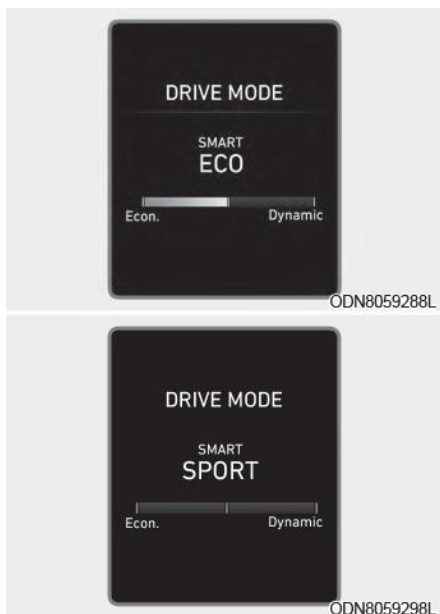 DRIVE MODE
SMART
ECO
Econ. Dynamic
ODN8059288L
DRIVE MODE
SMART
SPORT
Econ. Dynamic
ODN8059298L